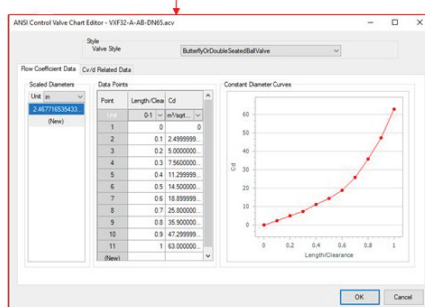 ANSI Control Valve Chart Editor - VXF32-A-AB-DN65.acv
Style
Valve Style ButterflyOrDoubleSeatedBallValve
Flow Coefficient Data Cv/d Related Data
Scaled Diameters Data Points Constant Diameter Curves
Unit in
2.467716535433...
(New)
Point Length/Clear Cd
Unit 0-1 m³/sqrt...
1 0 0
2 0.1 2.4999999...
3 0.2 5.0000000...
4 0.3 7.5600000...
5 0.4 11.299999...
6 0.5 14.500000...
7 0.6 18.899999...
8 0.7 25.800000...
9 0.8 35.900000...
10 0.9 47.299999...
11 1 63.000000...
(New)
Cd
60
50
40
30
20
10
0
0 0.2 0.4 0.6 0.8 1
Length/Clearance
OK Cancel